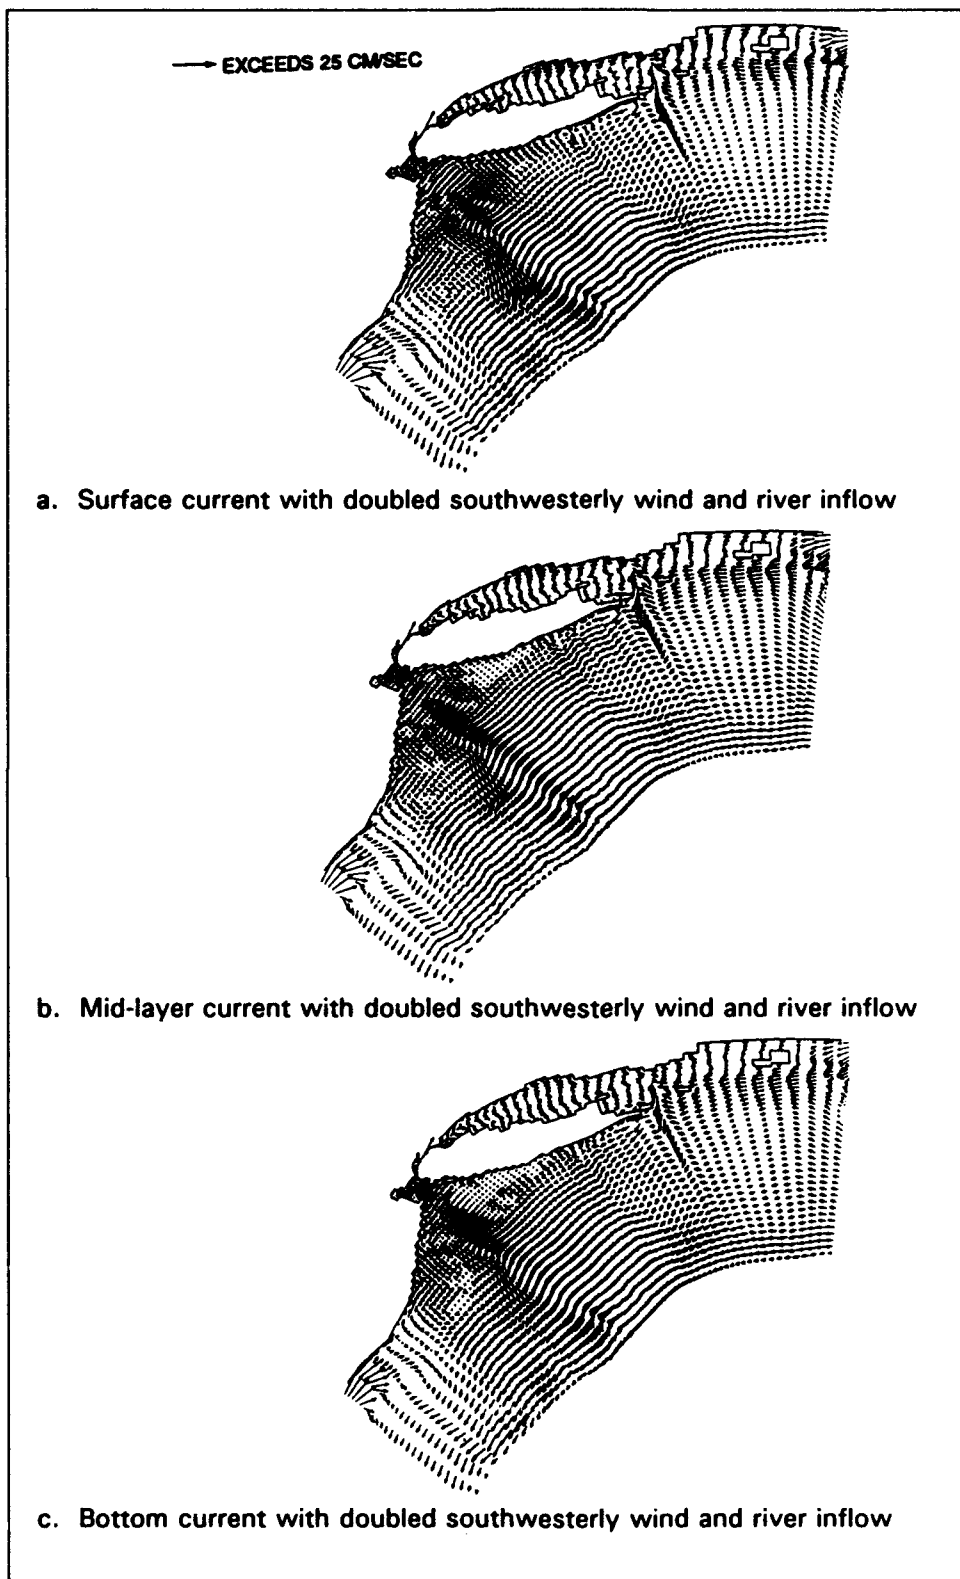 EXCEEDS 25 CM/SEC
a. Surface current with doubled southwesterly wind and river inflow
b. Mid-layer current with doubled southwesterly wind and river inflow
c. Bottom current with doubled southwesterly wind and river inflow